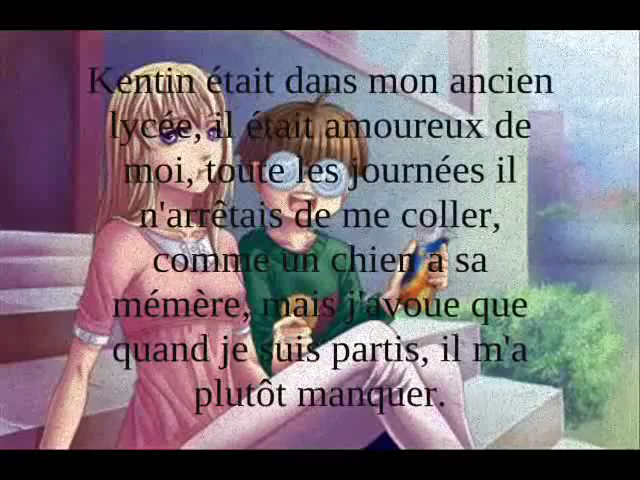 Kentin était dans mon ancien
lycée, il était amoureux de
moi, toute les journées il
n'arrêtais de me coller,
comme un chien a sa
mémère, mais j'avoue que
quand je suis partis, il m'a
plutôt manquer.